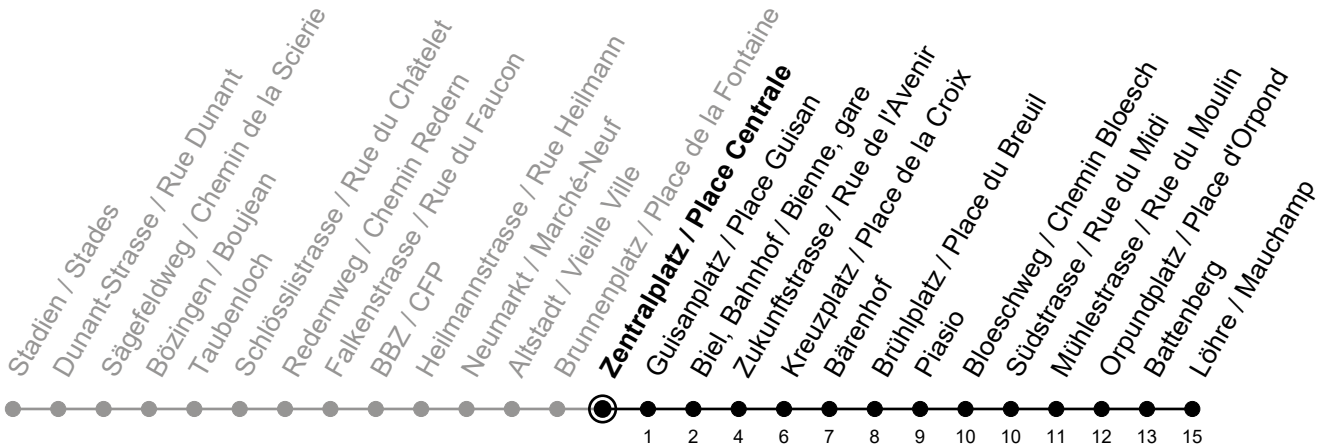 Stadien / Stades
Dunant-Strasse / Rue Dunant
Sägefeldweg / Chemin de la Scierie
Bözingen / Boujean
Taubenloch
Schlösslistrasse / Rue du Châtelet
Redernweg / Chemin Redern
Falkenstrasse / Rue du Faucon
BBZ / CFP
Heilmannstrasse / Rue Heilmann
Neumarkt / Marché-Neuf
Altstadt / Vieille Ville
Brunnenplatz / Place de la Fontaine
Zentralplatz / Place Centrale
Guisanplatz / Place Guisan
Biel, Bahnhof / Bienne, gare
Zukunftstrasse / Rue de l'Avenir
Kreuzplatz / Place de la Croix
Bärenhof
Brühlplatz / Place du Breuil
Piasio
Bloeschweg / Chemin Bloesch
Südstrasse / Rue du Midi
Mühlestrasse / Rue du Moulin
Orpundplatz / Place d'Orpond
Battenberg
Löhre / Mauchamp
1 2 4 6 7 8 9 10 10 11 12 13 15